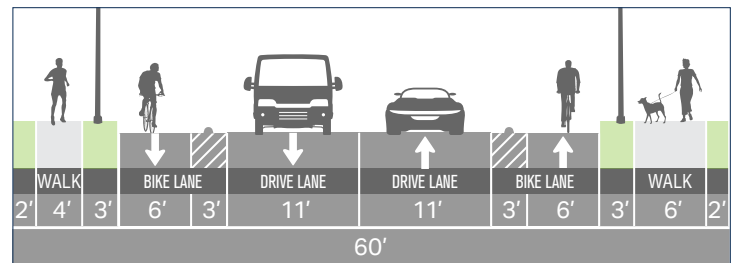 WALK BIKE LANE DRIVE LANE DRIVE LANE BIKE LANE WALK
2' 4' 3' 6' 3' 11' 11' 3' 6' 3' 6' 2'
60'